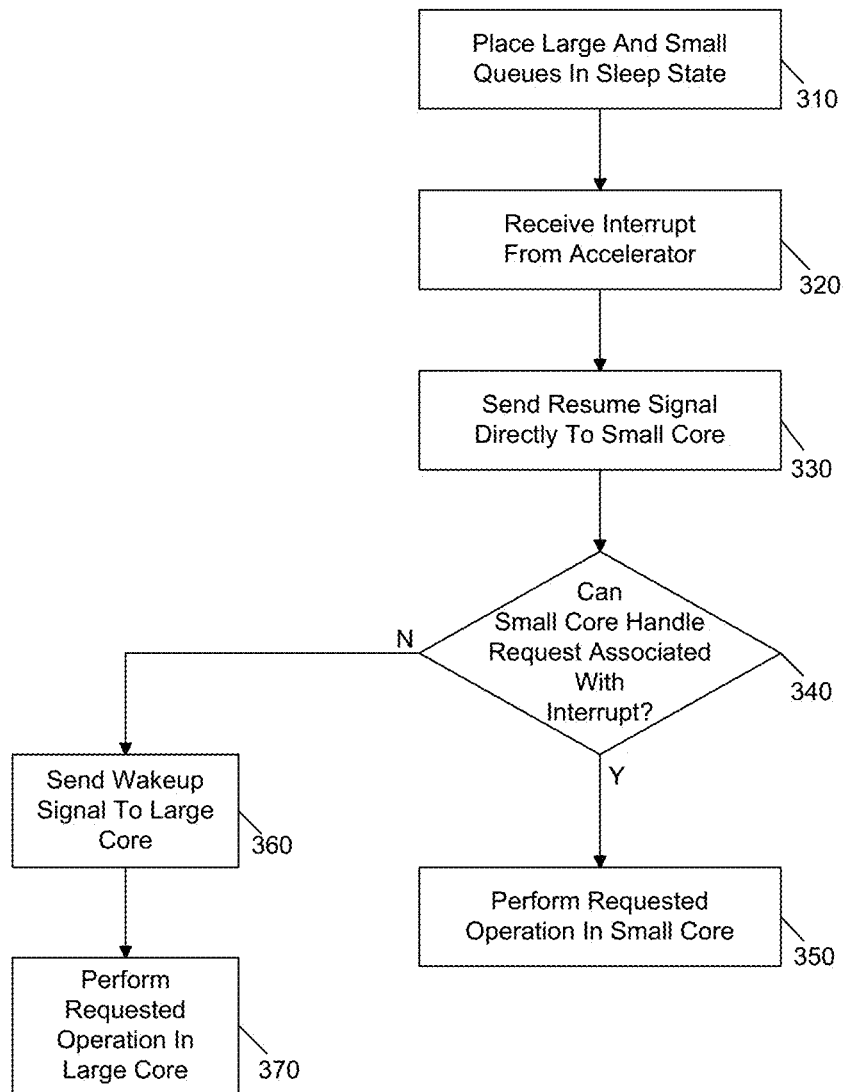 Place Large And Small
Queues In Sleep State
310
Receive Interrupt
From Accelerator
320
Send Resume Signal
Directly To Small Core
330
Can
Small Core Handle
Request Associated
With
Interrupt?
340
N
Y
Send Wakeup
Signal To Large
Core
360
Perform Requested
Operation In Small Core
350
Perform
Requested
Operation In
Large Core
370